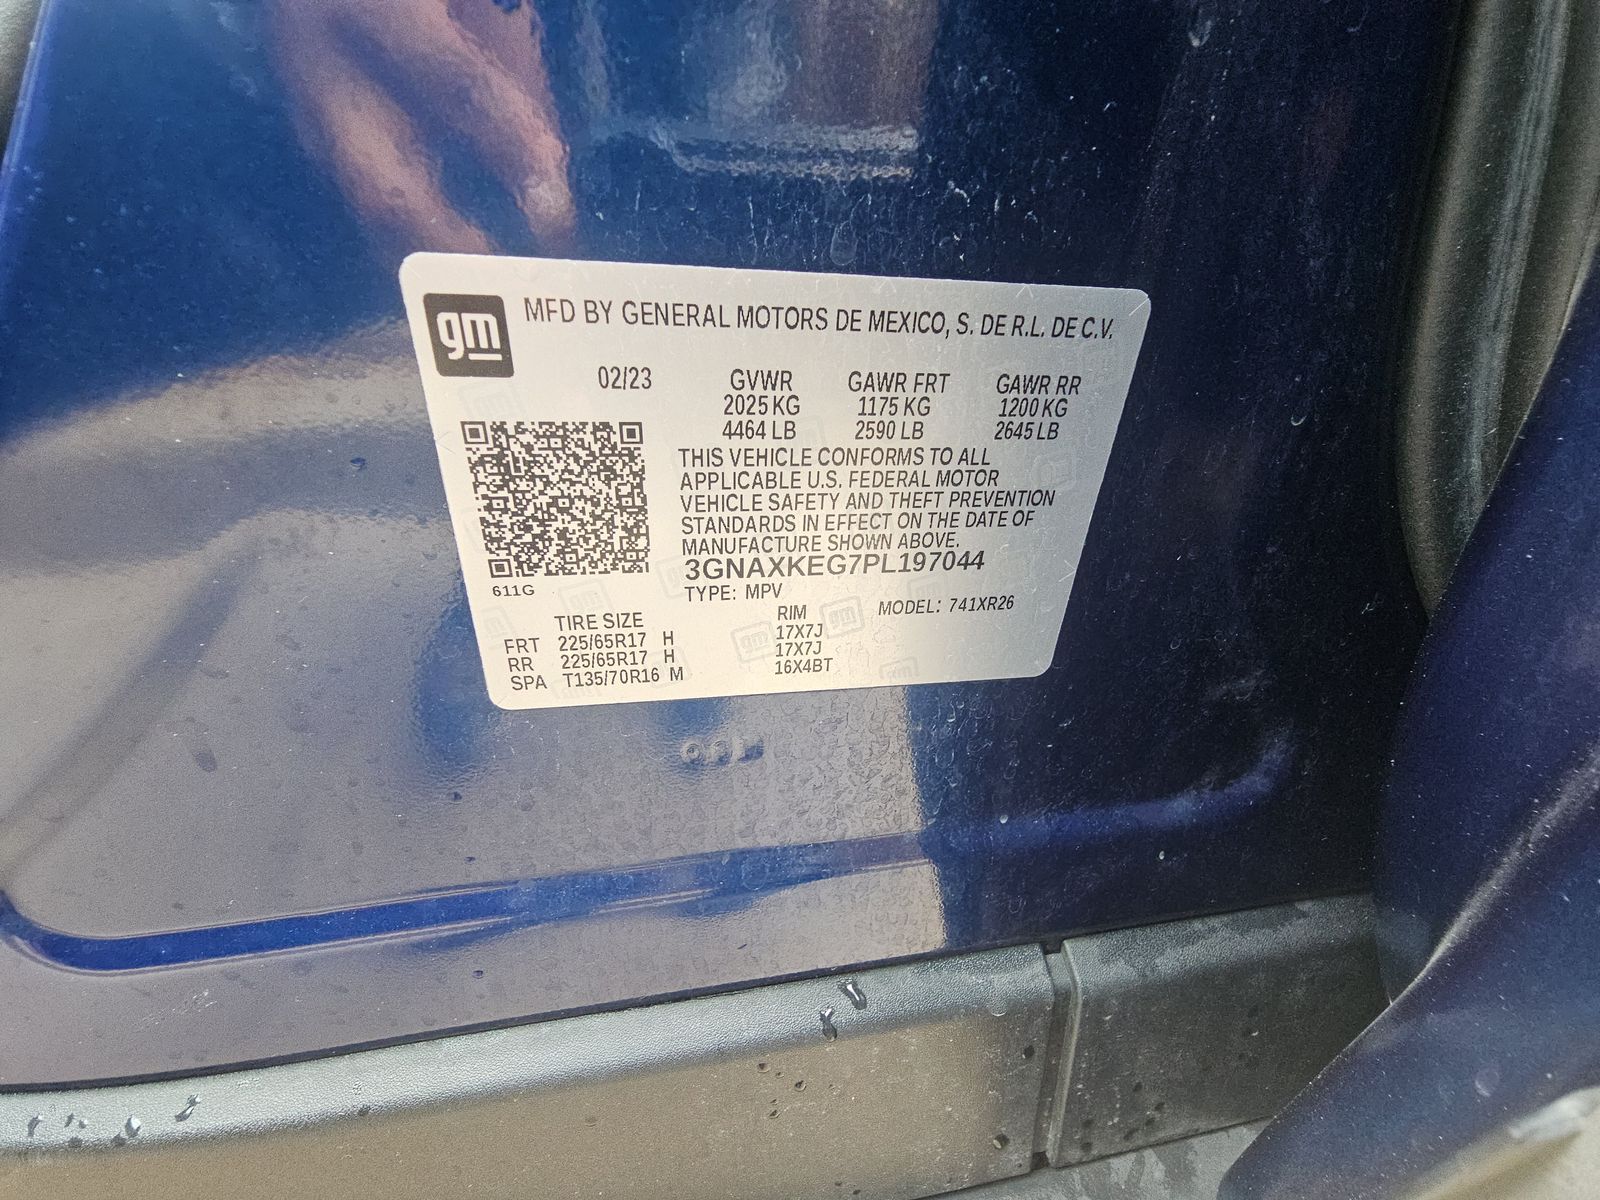 gm
MFD BY GENERAL MOTORS DE MEXICO, S. DE R.L. DE C.V.
02/23 GVWR GAWR FRT GAWR RR
2025 KG 1175 KG 1200 KG
4464 LB 2590 LB 2645 LB
THIS VEHICLE CONFORMS TO ALL
APPLICABLE U.S. FEDERAL MOTOR
VEHICLE SAFETY AND THEFT PREVENTION
STANDARDS IN EFFECT ON THE DATE OF
MANUFACTURE SHOWN ABOVE.
3GNAXKEG7PL197044
611G
TYPE: MPV MODEL: 741XR26
TIRE SIZE RIM
FRT 225/65R17 H 17X7J
RR 225/65R17 H 17X7J
SPA T135/70R16 M 16X4BT